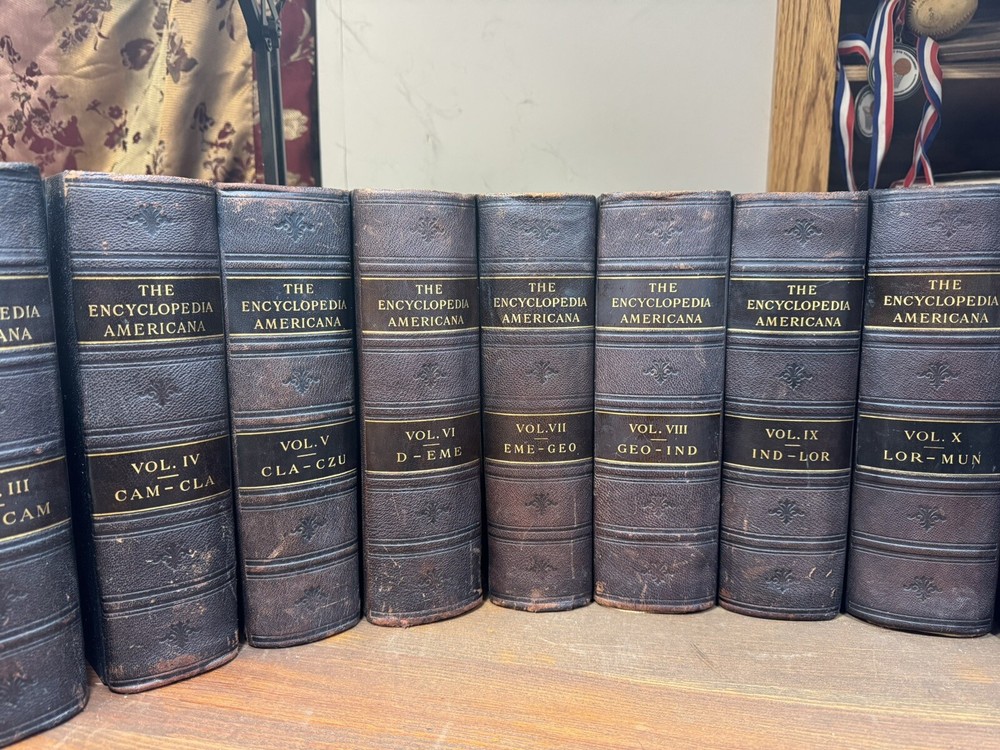 PEDIA
ANA
III
CAM
THE
ENCYCLOPEDIA
AMERICANA
VOL. IV
CAM-CLA
THE
ENCYCLOPEDIA
AMERICANA
VOL. V
CLA-CZU
THE
ENCYCLOPEDIA
AMERICANA
VOL. VI
D-EME
THE
ENCYCLOPEDIA
AMERICANA
VOL. VII
EME-GEO
THE
ENCYCLOPEDIA
AMERICANA
VOL. VIII
GEO-IND
THE
ENCYCLOPEDIA
AMERICANA
VOL. IX
IND-LOR
THE
ENCYCLOPEDIA
AMERICANA
VOL. X
LOR-MUN